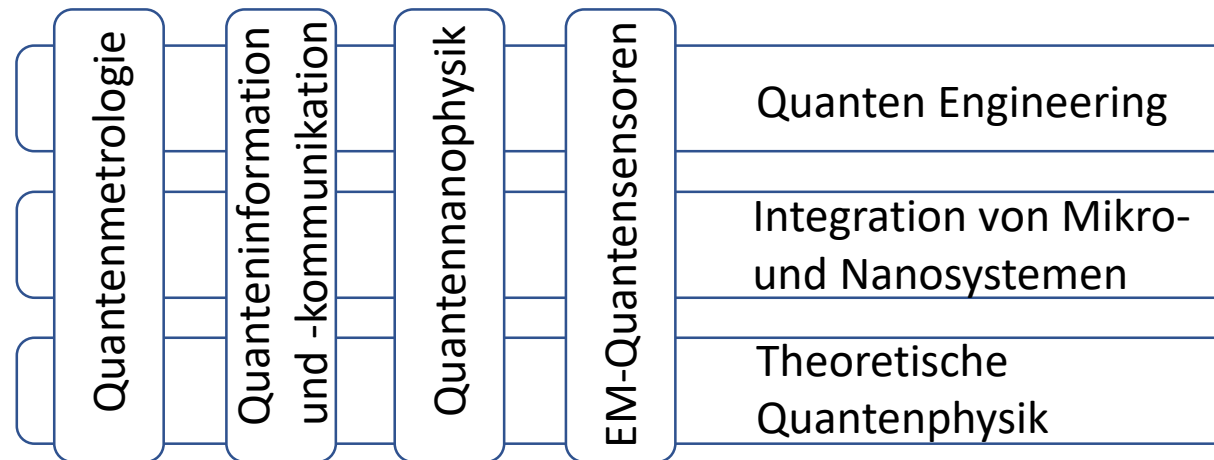 Quantenmetrologie
Quanteninformation
und -kommunikation
Quantennanophysik
EM-Quantensensoren
Quanten Engineering
Integration von Mikro-
und Nanosystemen
Theoretische
Quantenphysik